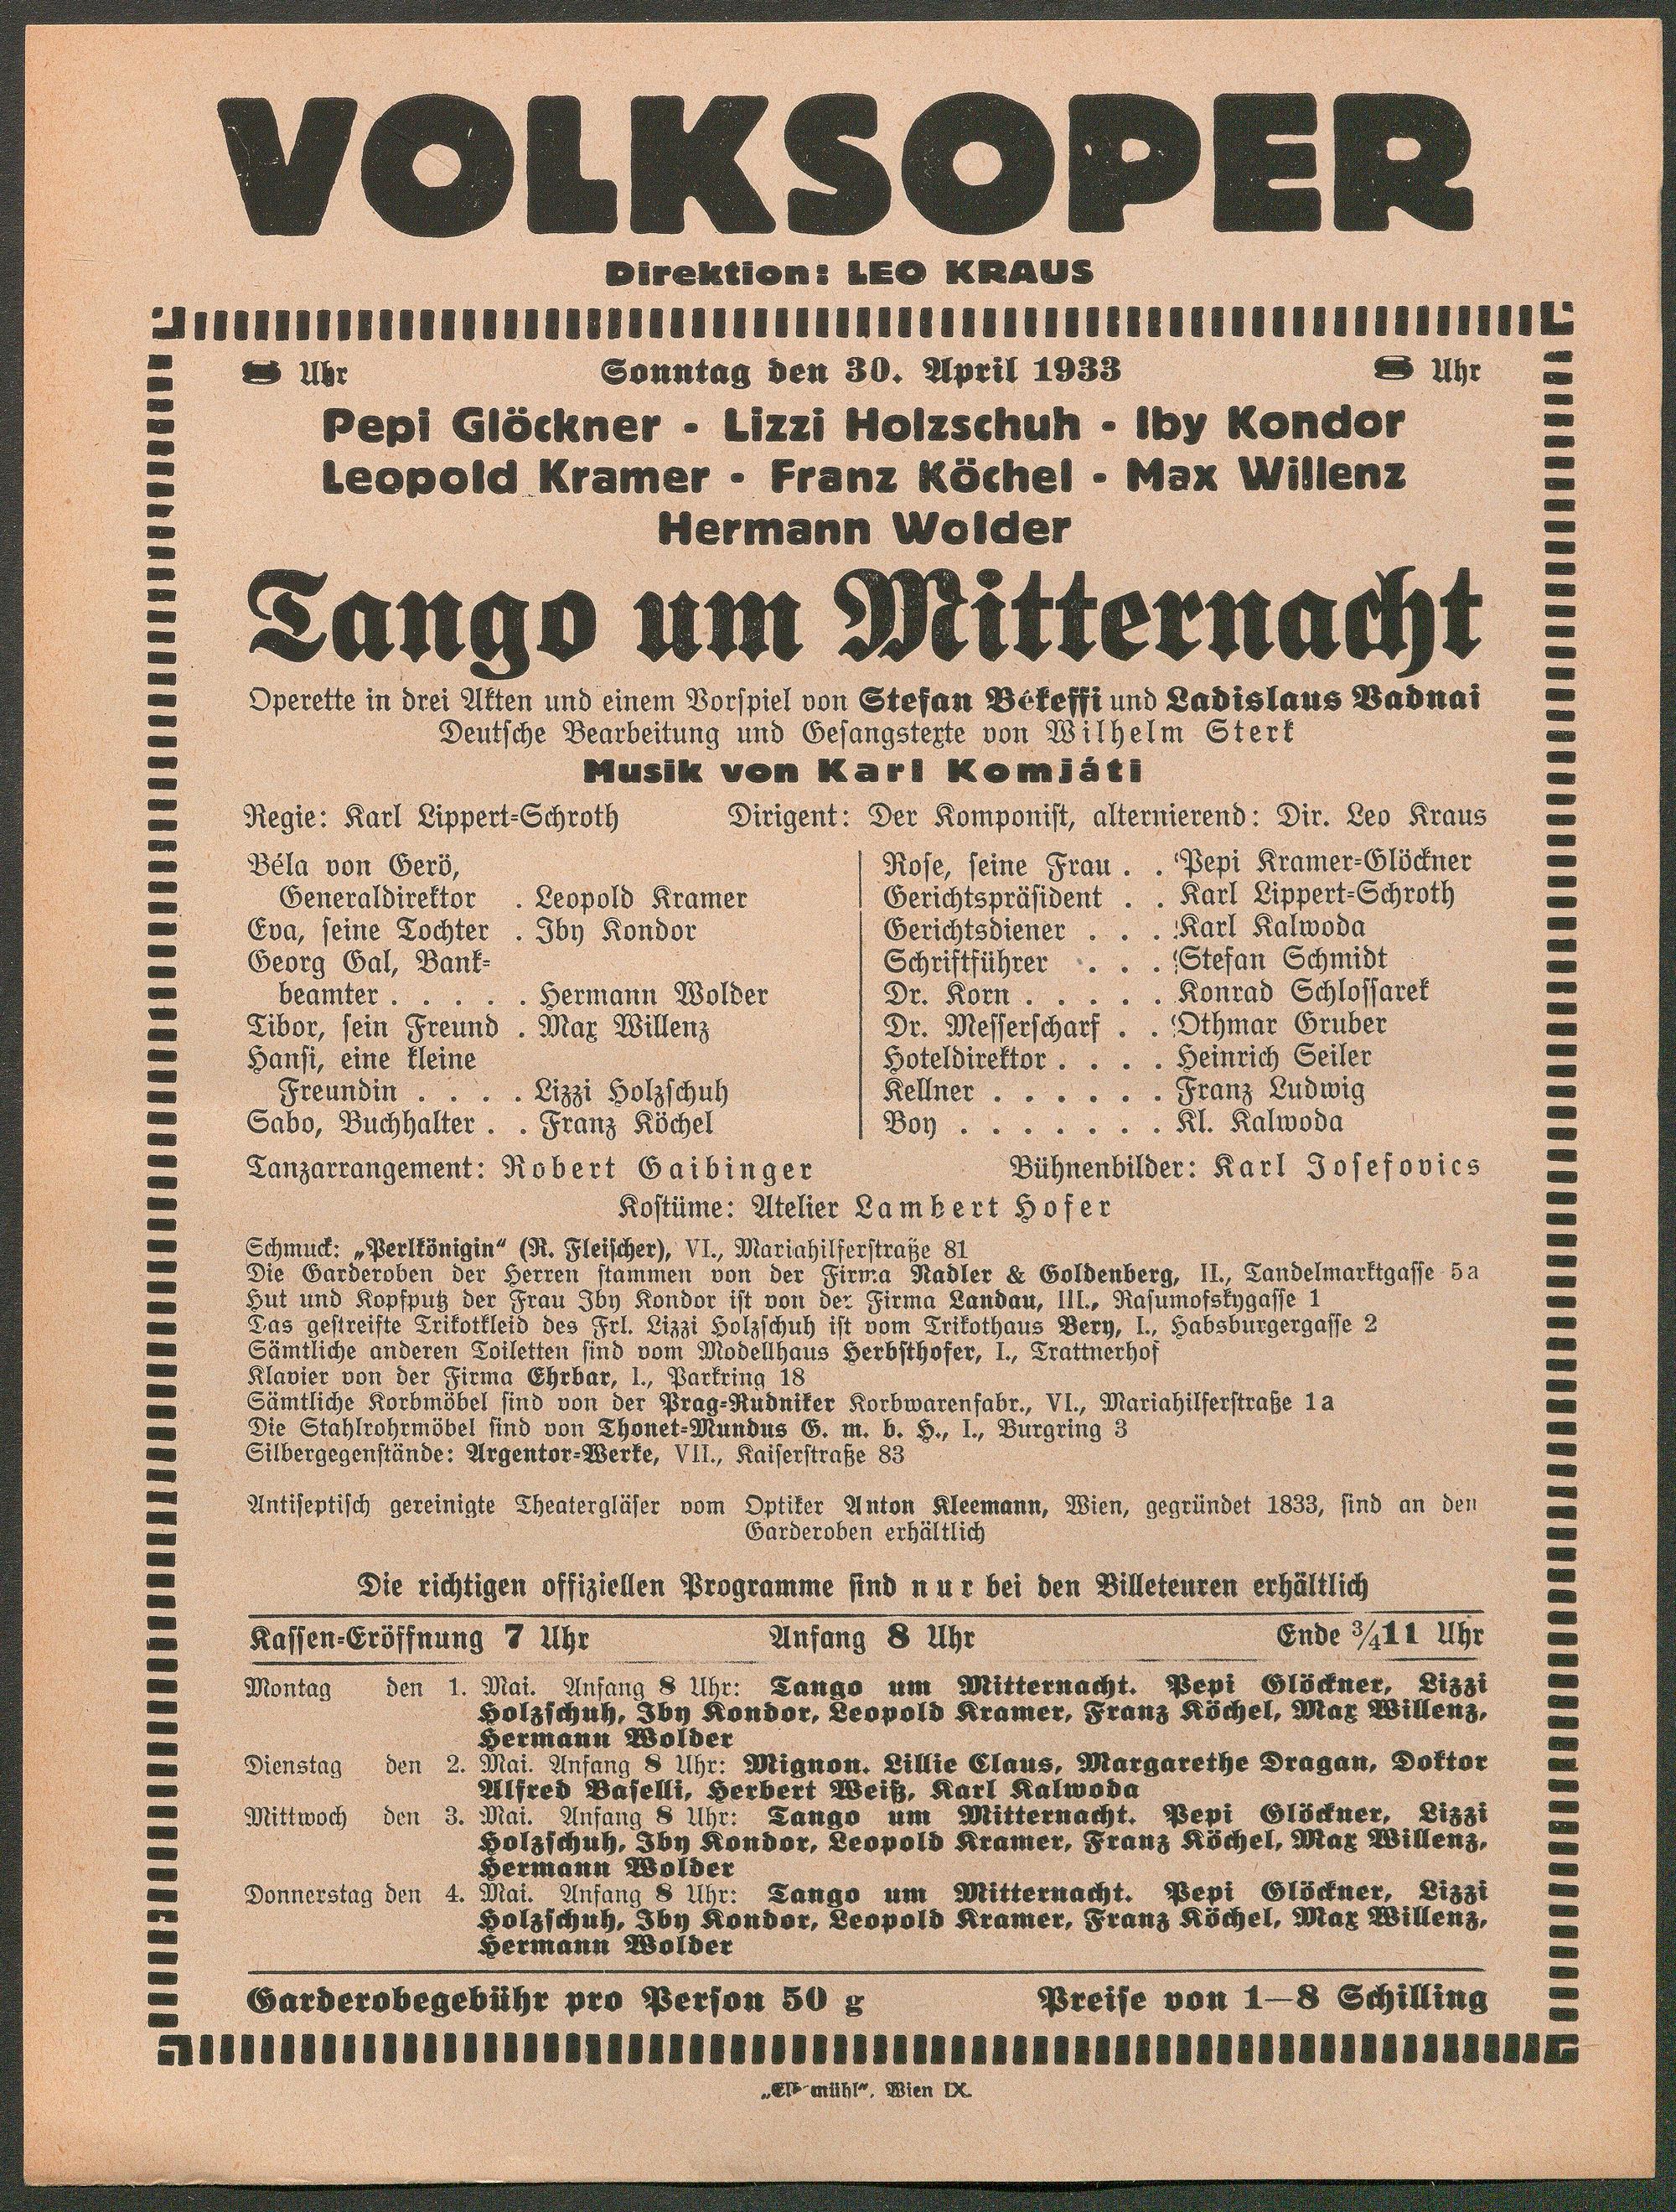 VOLKSOPER
Direktion: LEO KRAUS
8 Uhr Sonntag den 30. April 1933 8 Uhr
Pepi Glöckner - Lizzi Holzschuh - Iby Kondor
Leopold Kramer - Franz Köchel - Max Willenz
Hermann Wolder
Tango um Mitternacht
Operette in drei Akten und einem Vorspiel von Stefan Békeffi und Ladislaus Vadnai
Deutsche Bearbeitung und Gesangstexte von Wilhelm Sterk
Musik von Karl Komjáti
Regie: Karl Lippert-Schroth Dirigent: Der Komponist, alternierend: Dir. Leo Kraus
Béla von Gerö,
Generaldirektor . Leopold Kramer
Eva, seine Tochter . Iby Kondor
Georg Gal, Bank-
beamter . . . . . Hermann Wolder
Tibor, sein Freund . Max Willenz
Hansi, eine kleine
Freundin . . . . Lizzi Holzschuh
Sabo, Buchhalter . . Franz Köchel
Rose, seine Frau . . Pepi Kramer-Glöckner
Gerichtspräsident . . Karl Lippert-Schroth
Gerichtsdiener . . . Karl Kalwoda
Schriftführer . . . Stefan Schmidt
Dr. Korn . . . . . Konrad Schlossarek
Dr. Messerscharf . . Othmar Gruber
Hoteldirektor . . . . Heinrich Seiler
Kellner . . . . . . Franz Ludwig
Boy . . . . . . . Kl. Kalwoda
Tanzarrangement: Robert Gaibinger Bühnenbilder: Karl Josefovics
Kostüme: Atelier Lambert Hofer
Schmuck: „Perlkönigin“ (R. Fleischer), VI., Mariahilferstraße 81
Die Garderoben der Herren stammen von der Firma Nadler & Goldenberg, II., Tandelmarktgasse 5a
Hut und Kopfputz der Frau Iby Kondor ist von der Firma Landau, III., Rasumofskygasse 1
Das gestreifte Trikotkleid des Frl. Lizzi Holzschuh ist vom Trikothaus Bery, I., Habsburgergasse 2
Sämtliche anderen Toiletten sind vom Modellhaus Herbsthofer, I., Trattnerhof
Klavier von der Firma Ehrbar, I., Parkring 18
Sämtliche Korbmöbel sind von der Prag-Rudniker Korbwarenfabr., VI., Mariahilferstraße 1a
Die Stahlrohrmöbel sind von Thonet-Mundus G. m. b. H., I., Burgring 3
Silbergegenstände: Argentor-Werke, VII., Kaiserstraße 83
Antiseptisch gereinigte Theatergläser vom Optiker Anton Kleemann, Wien, gegründet 1833, sind an den
Garderoben erhältlich
Die richtigen offiziellen Programme sind nur bei den Billeteuren erhältlich
Kassen-Eröffnung 7 Uhr Anfang 8 Uhr Ende ¾11 Uhr
Montag den 1. Mai. Anfang 8 Uhr: Tango um Mitternacht. Pepi Glöckner, Lizzi
Holzschuh, Iby Kondor, Leopold Kramer, Franz Köchel, Max Willenz,
Hermann Wolder
Dienstag den 2. Mai. Anfang 8 Uhr: Mignon. Lillie Claus, Margarethe Dragan, Doktor
Alfred Baselli, Herbert Weiß, Karl Kalwoda
Mittwoch den 3. Mai. Anfang 8 Uhr: Tango um Mitternacht. Pepi Glöckner, Lizzi
Holzschuh, Iby Kondor, Leopold Kramer, Franz Köchel, Max Willenz,
Hermann Wolder
Donnerstag den 4. Mai. Anfang 8 Uhr: Tango um Mitternacht. Pepi Glöckner, Lizzi
Holzschuh, Iby Kondor, Leopold Kramer, Franz Köchel, Max Willenz,
Hermann Wolder
Garderobegebühr pro Person 50 g Preise von 1—8 Schilling
Wien IX.